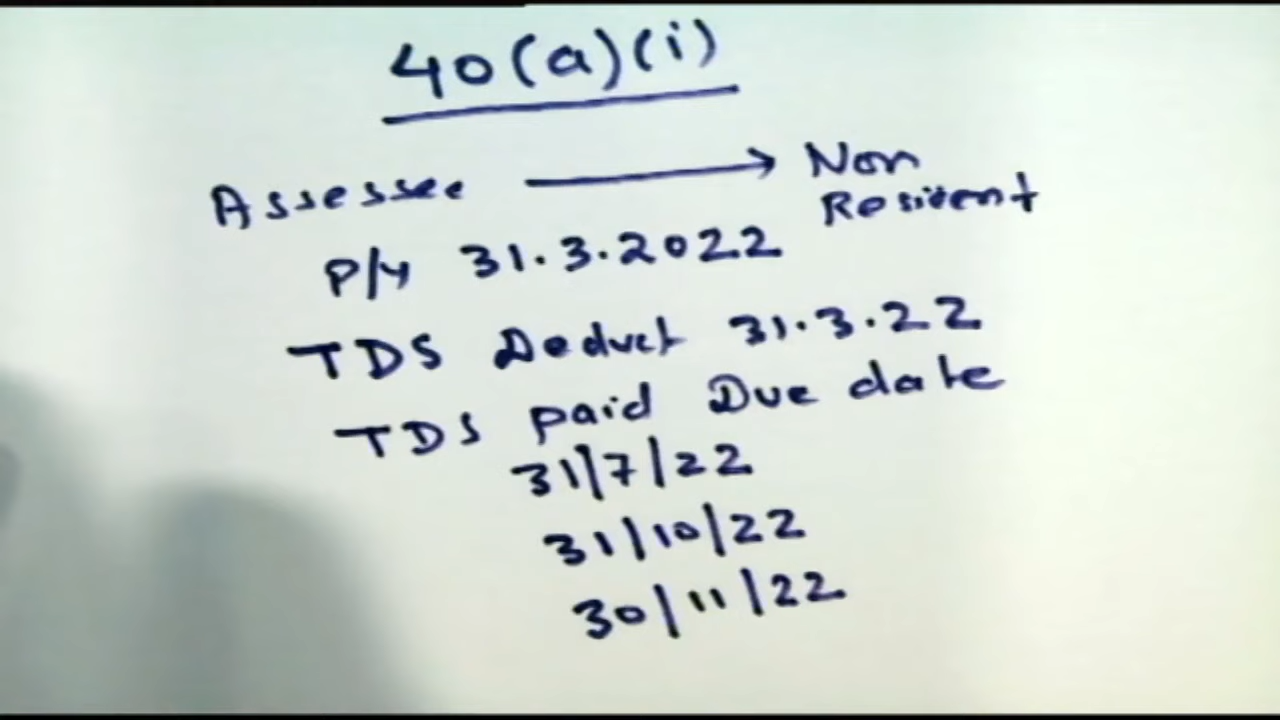 40(a)(i)
Assessee → Non
Resident
P/y 31.3.2022
TDS Deduct 31.3.22
TDS paid Due date
31/7/22
31/10/22
30/11/22